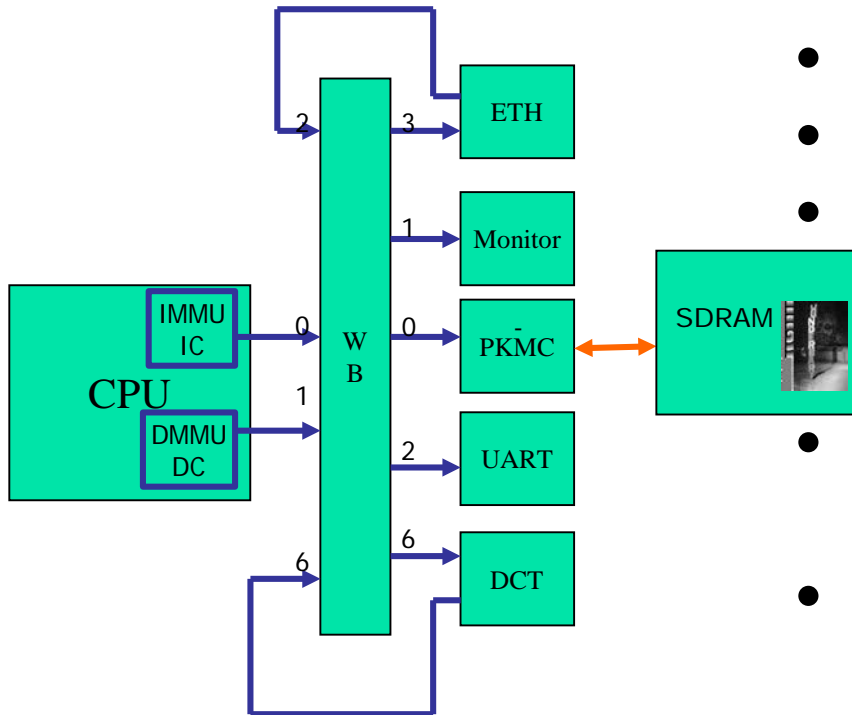 ETH
2
3
Monitor
1
IMMU
IC
0
W
B
0
-
PKMC
SDRAM
CPU
1
DMMU
DC
2
UART
6
6
DCT